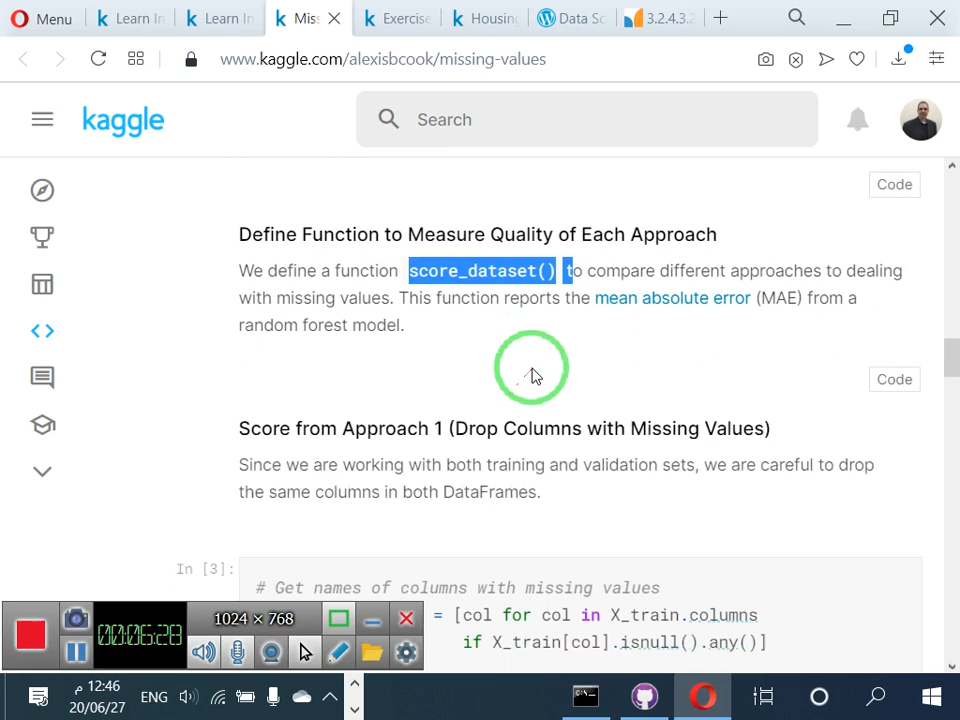 Menu
Learn In
Learn In
Miss
Exercise
Housing
Data Sc
3.2.4.3.2
www.kaggle.com/alexisbcook/missing-values
kaggle
Search
Code
Define Function to Measure Quality of Each Approach
We define a function score_dataset() to compare different approaches to dealing
with missing values. This function reports the mean absolute error (MAE) from a
random forest model.
Code
Score from Approach 1 (Drop Columns with Missing Values)
Since we are working with both training and validation sets, we are careful to drop
the same columns in both DataFrames.
In [3]:
# Get names of columns with missing values
= [col for col in X_train.columns
if X_train[col].isnull().any()]
1024 × 768
00:06:28
12:46 م
20/06/27
ENG